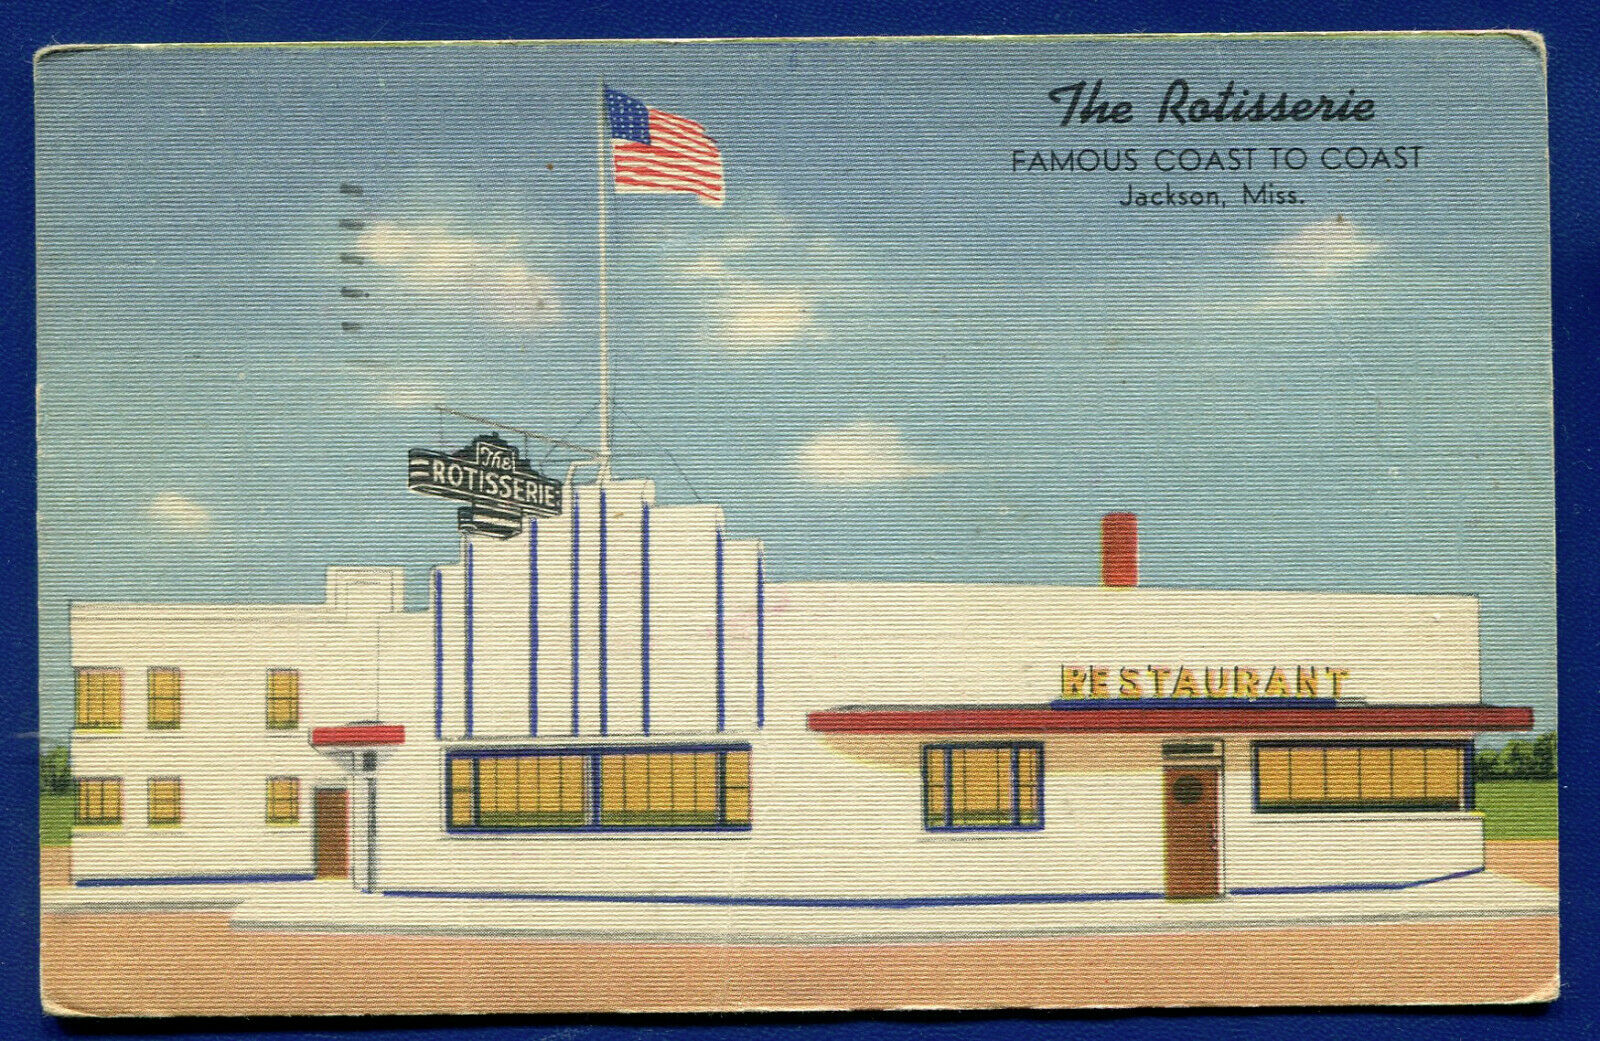 The Rotisserie
FAMOUS COAST TO COAST
Jackson, Miss.
The
ROTISSERIE
RESTAURANT